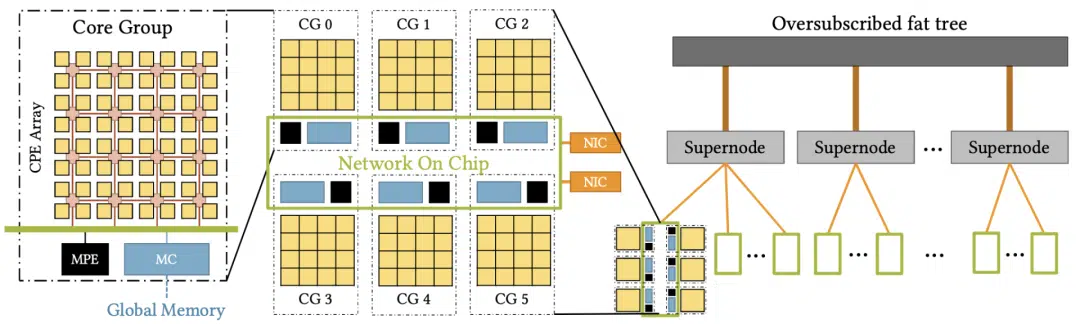 Core Group
CPE Array
MPE
MC
Global Memory
CG 0
CG 1
CG 2
Network On Chip
NIC
NIC
CG 3
CG 4
CG 5
Oversubscribed fat tree
Supernode
Supernode
...
Supernode
...
...
...
...